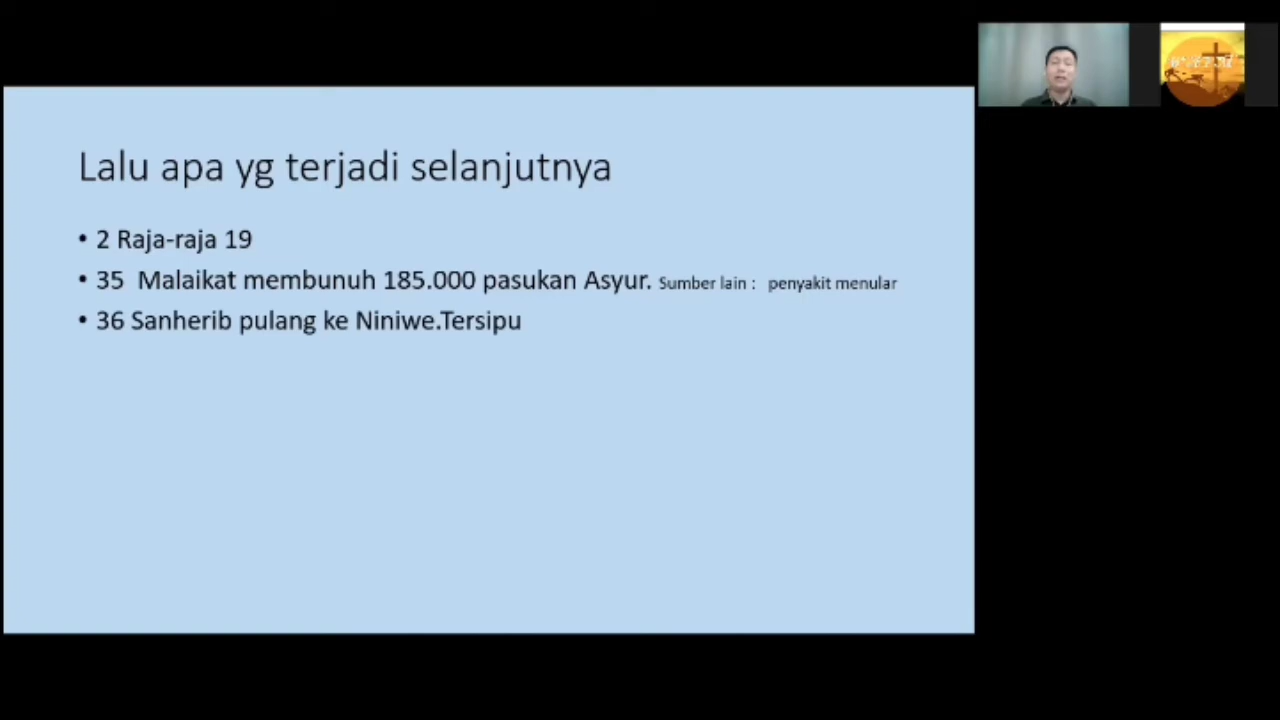 Lalu apa yg terjadi selanjutnya
• 2 Raja-raja 19
• 35 Malaikat membunuh 185.000 pasukan Asyur. Sumber lain : penyakit menular
• 36 Sanherib pulang ke Niniwe.Tersipu